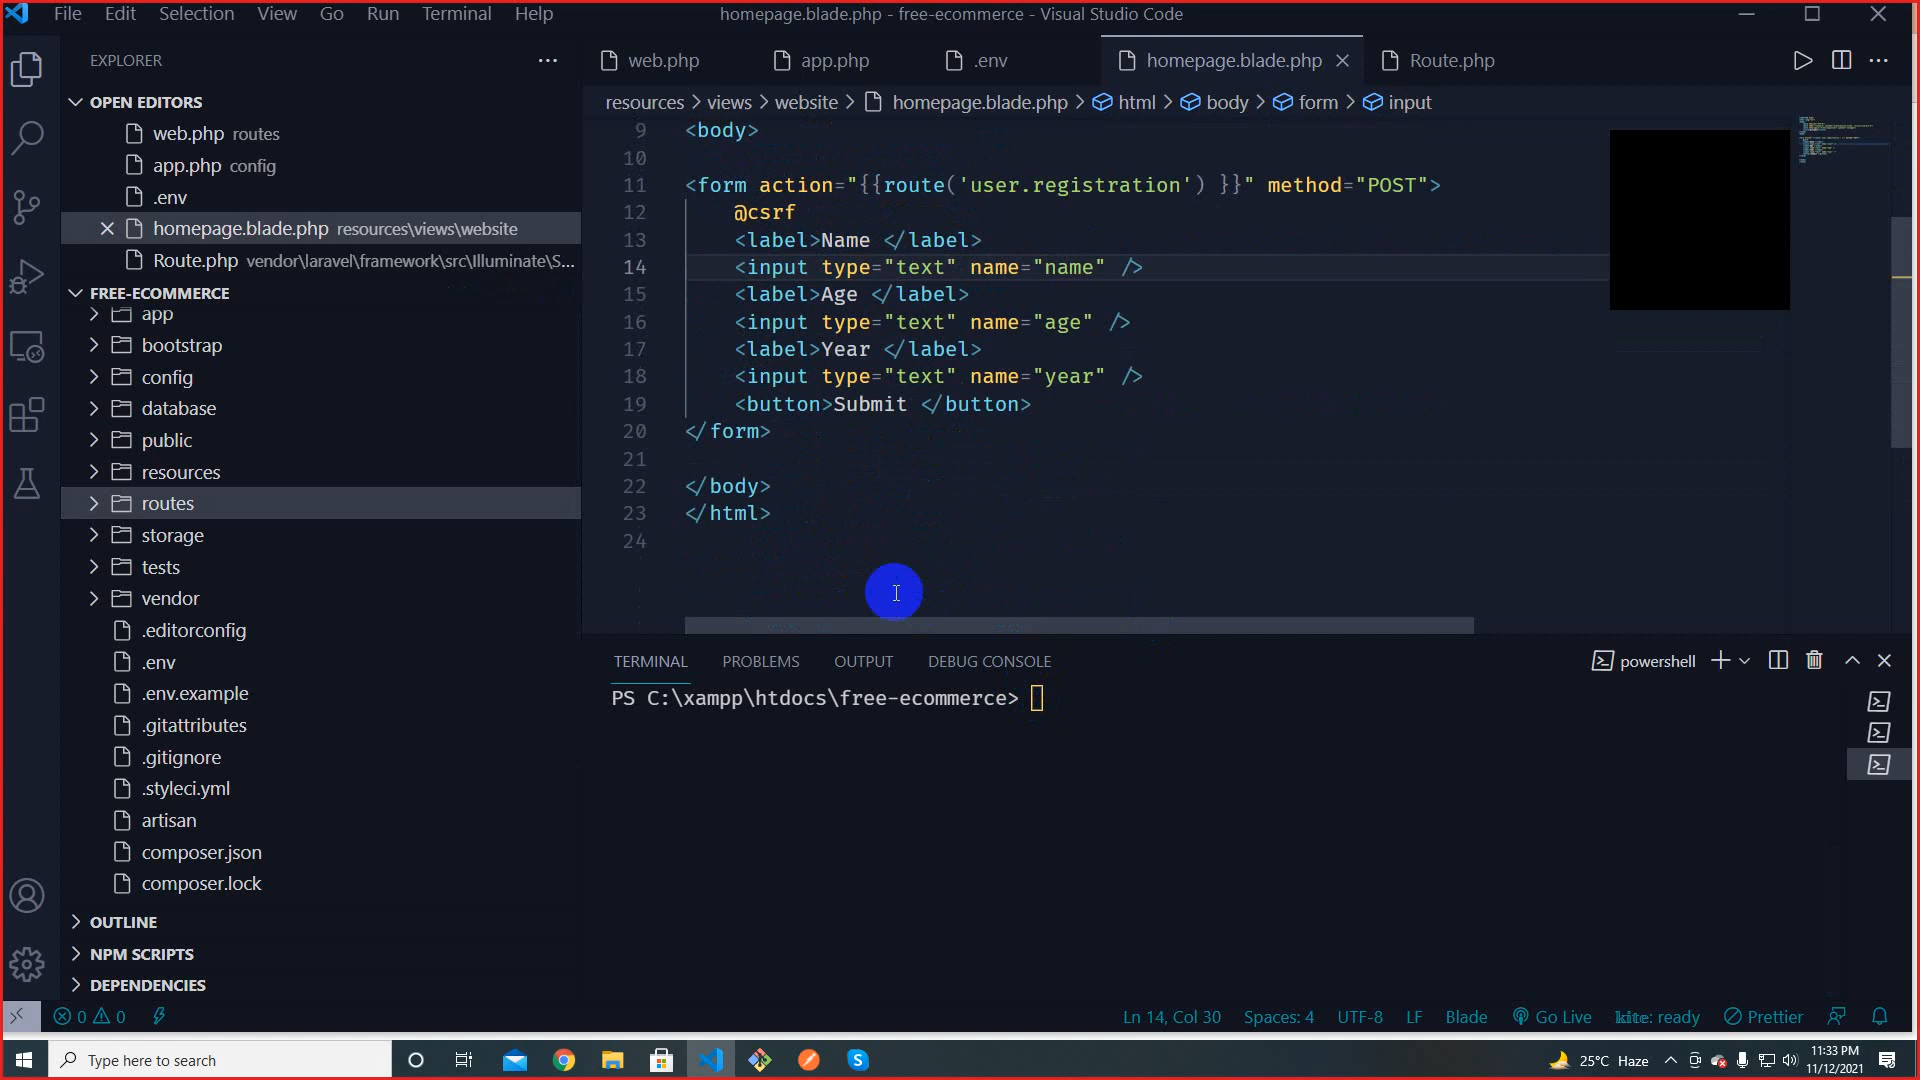 File Edit Selection View Go Run Terminal Help
homepage.blade.php - free-ecommerce - Visual Studio Code
EXPLORER
OPEN EDITORS
web.php routes
app.php config
.env
homepage.blade.php resources\views\website
Route.php vendor\laravel\framework\src\Illuminate\S...
FREE-ECOMMERCE
app
bootstrap
config
database
public
resources
routes
storage
tests
vendor
.editorconfig
.env
.env.example
.gitattributes
.gitignore
.styleci.yml
artisan
composer.json
composer.lock
OUTLINE
NPM SCRIPTS
DEPENDENCIES
web.php app.php .env homepage.blade.php Route.php
resources > views > website > homepage.blade.php > html > body > form > input
9 <body>
10
11 <form action="{{route('user.registration') }}" method="POST">
12 @csrf
13 <label>Name </label>
14 <input type="text" name="name" />
15 <label>Age </label>
16 <input type="text" name="age" />
17 <label>Year </label>
18 <input type="text" name="year" />
19 <button>Submit </button>
20 </form>
21
22 </body>
23 </html>
24
TERMINAL PROBLEMS OUTPUT DEBUG CONSOLE
powershell
PS C:\xampp\htdocs\free-ecommerce>
0 0
Ln 14, Col 30 Spaces: 4 UTF-8 LF Blade Go Live kite: ready Prettier
Type here to search
25°C Haze
11:33 PM
11/12/2021